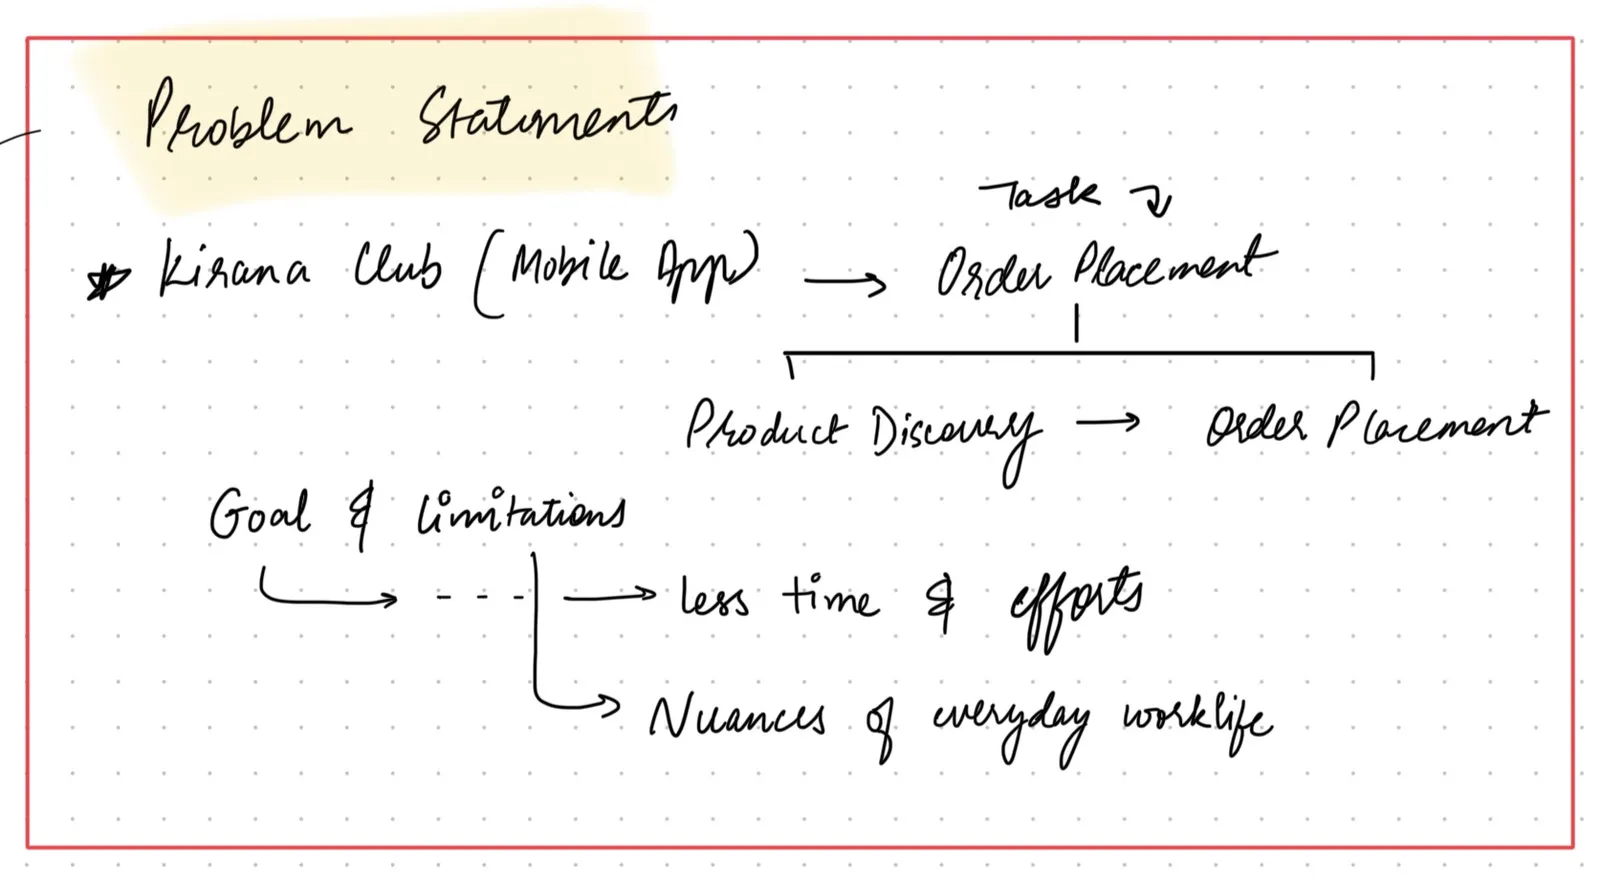 Problem Statements
Task
Kirana Club (Mobile App) → Order Placement
Product Discovery → Order Placement
Goal & limitations
→ - - - → less time & efforts
→ Nuances of everyday worklife